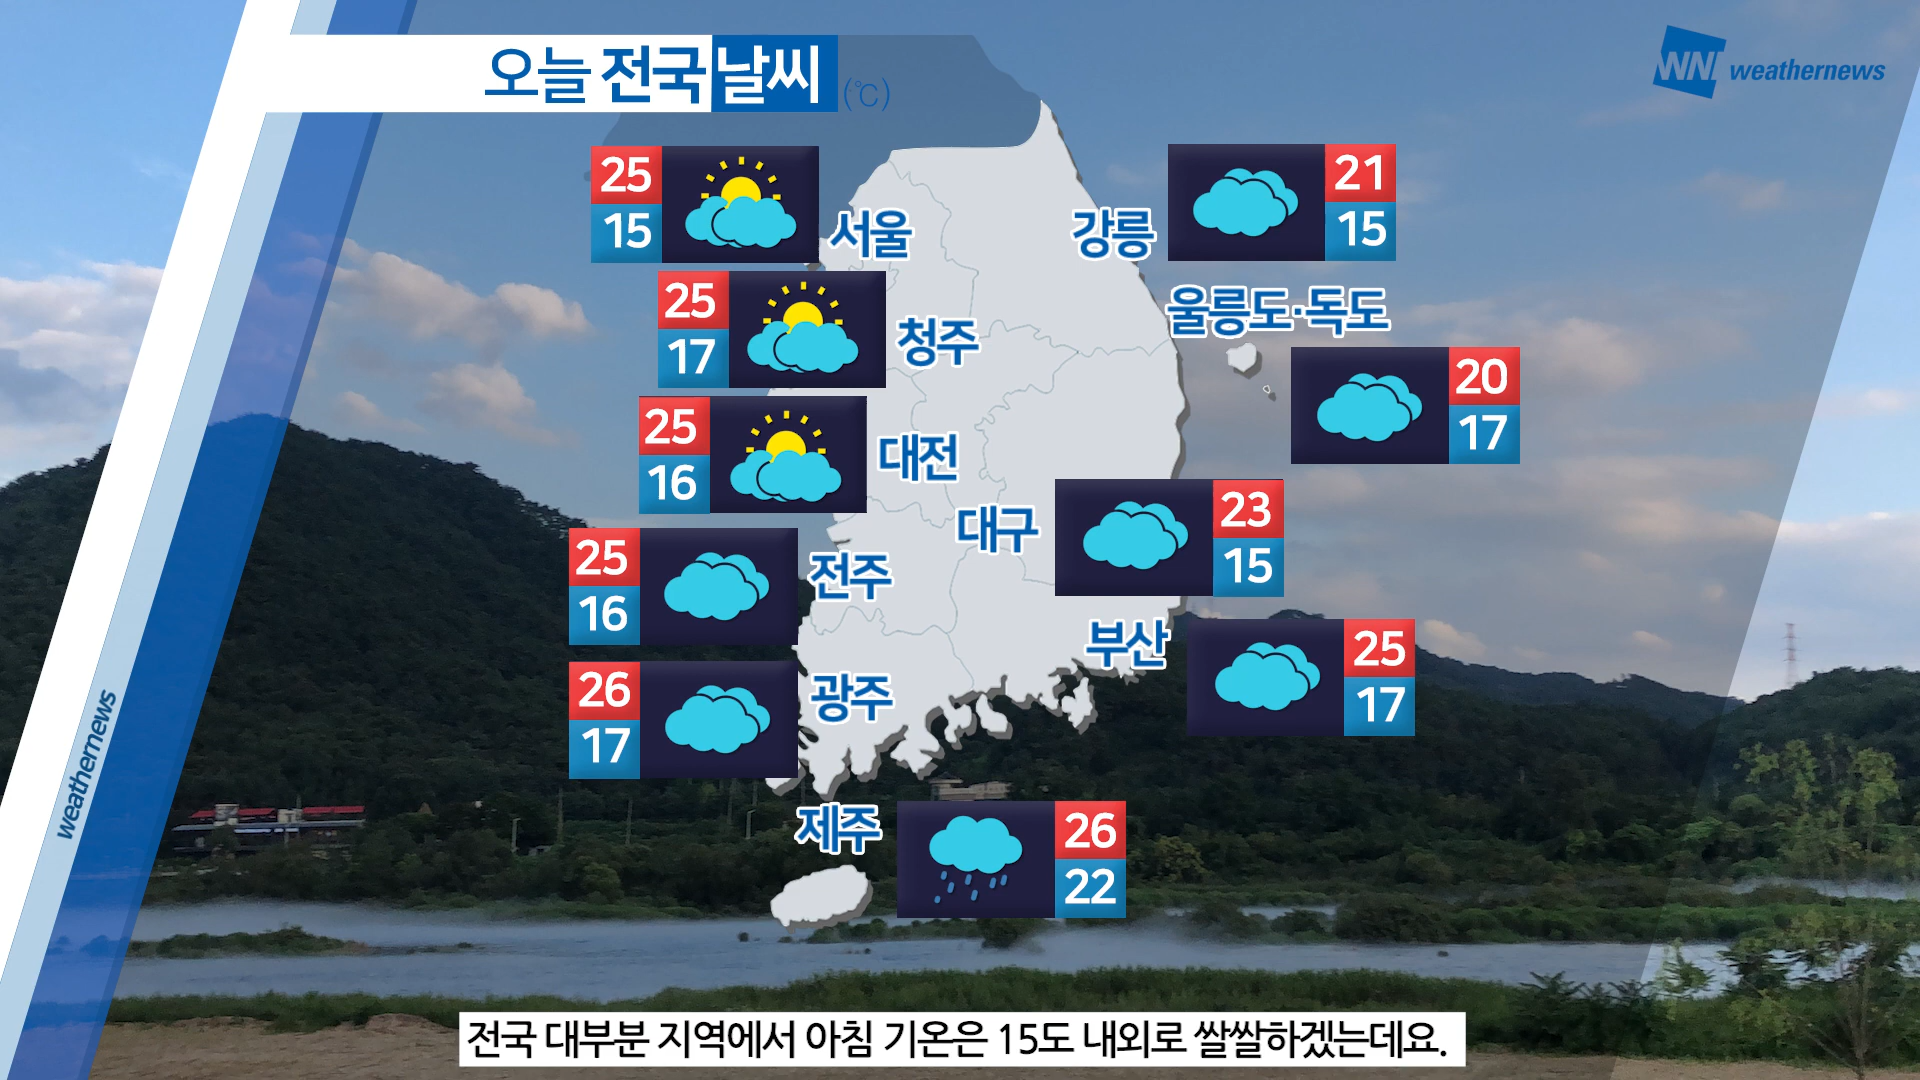 오늘 전국날씨 (℃)
WNI weathernews
25
15
서울
강릉
21
15
25
17
청주
울릉도·독도
20
17
25
16
대전
대구
23
15
25
16
전주
부산
25
17
26
17
광주
제주
26
22
weathernews
전국 대부분 지역에서 아침 기온은 15도 내외로 쌀쌀하겠는데요.